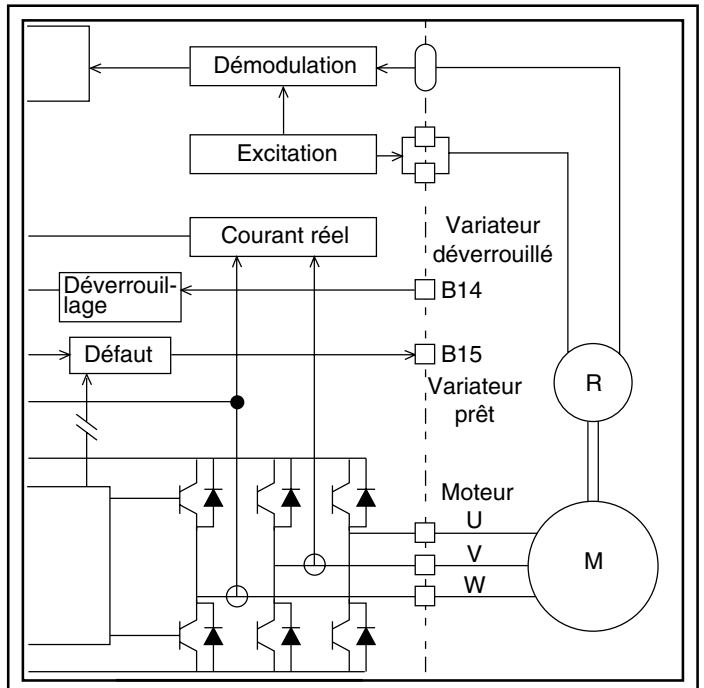 Démodulation
Excitation
Courant réel
Variateur
déverrouillé
Déverrouil-
lage
B14
Défaut
B15
Variateur
prêt
R
Moteur
U
V
W
M